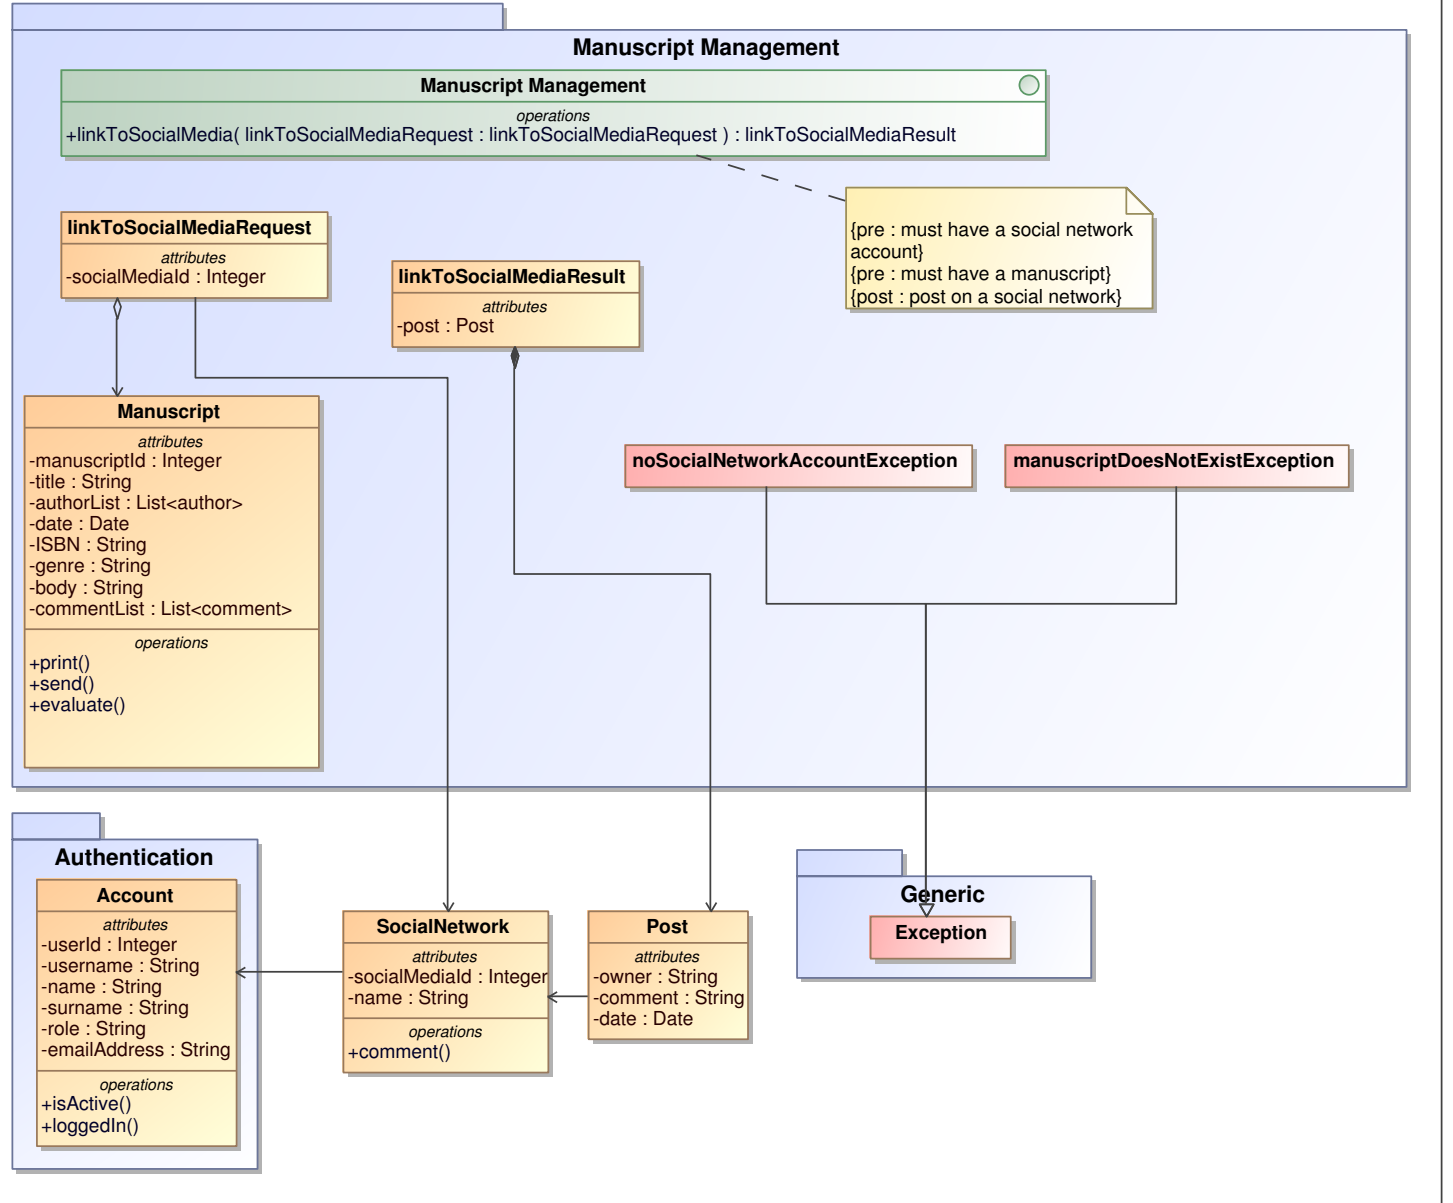 Manuscript Management
Manuscript Management
operations
+linkToSocialMedia( linkToSocialMediaRequest : linkToSocialMediaRequest ) : linkToSocialMediaResult
{pre : must have a social network
account}
{pre : must have a manuscript}
{post : post on a social network}
linkToSocialMediaRequest
attributes
-socialMediaId : Integer
linkToSocialMediaResult
attributes
-post : Post
Manuscript
attributes
-manuscriptId : Integer
-title : String
-authorList : List<author>
-date : Date
-ISBN : String
-genre : String
-body : String
-commentList : List<comment>
operations
+print()
+send()
+evaluate()
noSocialNetworkAccountException
manuscriptDoesNotExistException
Authentication
Account
attributes
-userId : Integer
-username : String
-name : String
-surname : String
-role : String
-emailAddress : String
operations
+isActive()
+loggedIn()
SocialNetwork
attributes
-socialMediaId : Integer
-name : String
operations
+comment()
Post
attributes
-owner : String
-comment : String
-date : Date
Generic
Exception